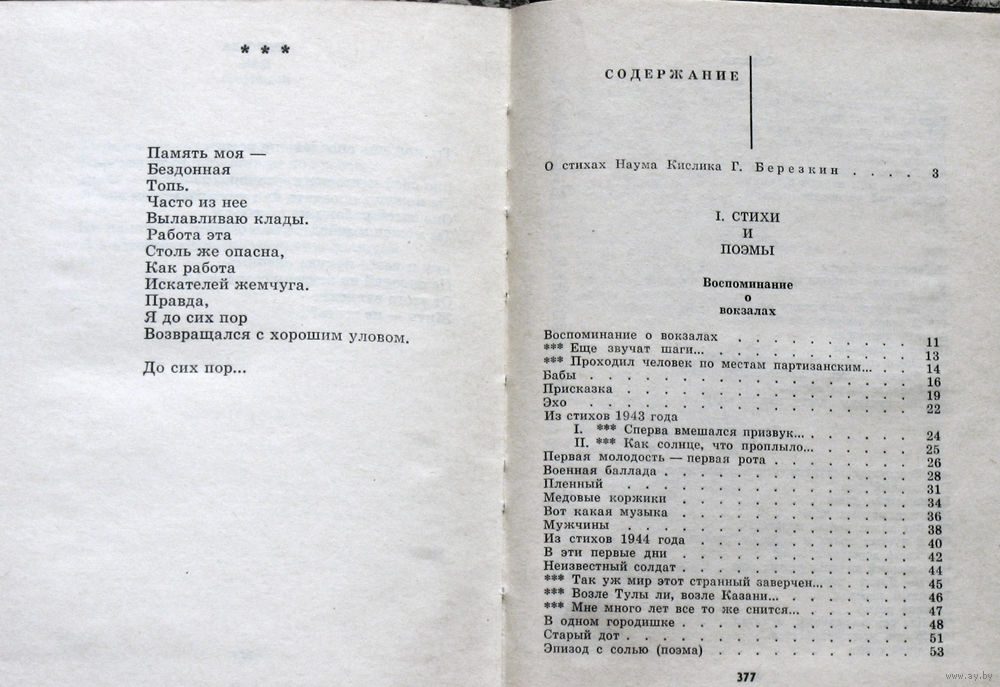 * * *
Память моя —
Бездонная
Топь.
Часто из нее
Вылавливаю клады.
Работа эта
Столь же опасна,
Как работа
Искателей жемчуга.
Правда,
Я до сих пор
Возвращался с хорошим уловом.
До сих пор...
СОДЕРЖАНИЕ
О стихах Наума Кислика Г. Березкин . . . . 3
I. СТИХИ
И
ПОЭМЫ
Воспоминание
о
вокзалах
Воспоминание о вокзалах . . . . . . . . 11
*** Еще звучат шаги... . . . . . . . . . 13
*** Проходил человек по местам партизанским... . . 14
Бабы . . . . . . . . . . . . . 16
Присказка . . . . . . . . . . . . 19
Эхо . . . . . . . . . . . . . 22
Из стихов 1943 года
I. *** Сперва вмешался призвук... . . . . . . 24
II. *** Как солнце, что проплыло... . . . . . 25
Первая молодость — первая рота . . . . . . 26
Военная баллада . . . . . . . . . . 28
Пленный . . . . . . . . . . . . 31
Медовые коржики . . . . . . . . . . 34
Вот какая музыка . . . . . . . . . . 36
Мужчины . . . . . . . . . . . . 38
Из стихов 1944 года . . . . . . . . . 40
В эти первые дни . . . . . . . . . . 42
Неизвестный солдат . . . . . . . . . . 44
*** Так уж мир этот странный заверчен... . . . . 45
*** Возле Тулы ли, возле Казани... . . . . . . 46
*** Мне много лет все то же снится... . . . . . 47
В одном городишке . . . . . . . . . . 48
Старый дот . . . . . . . . . . . . 51
Эпизод с солью (поэма) . . . . . . . . . 53
377
www.ay.by